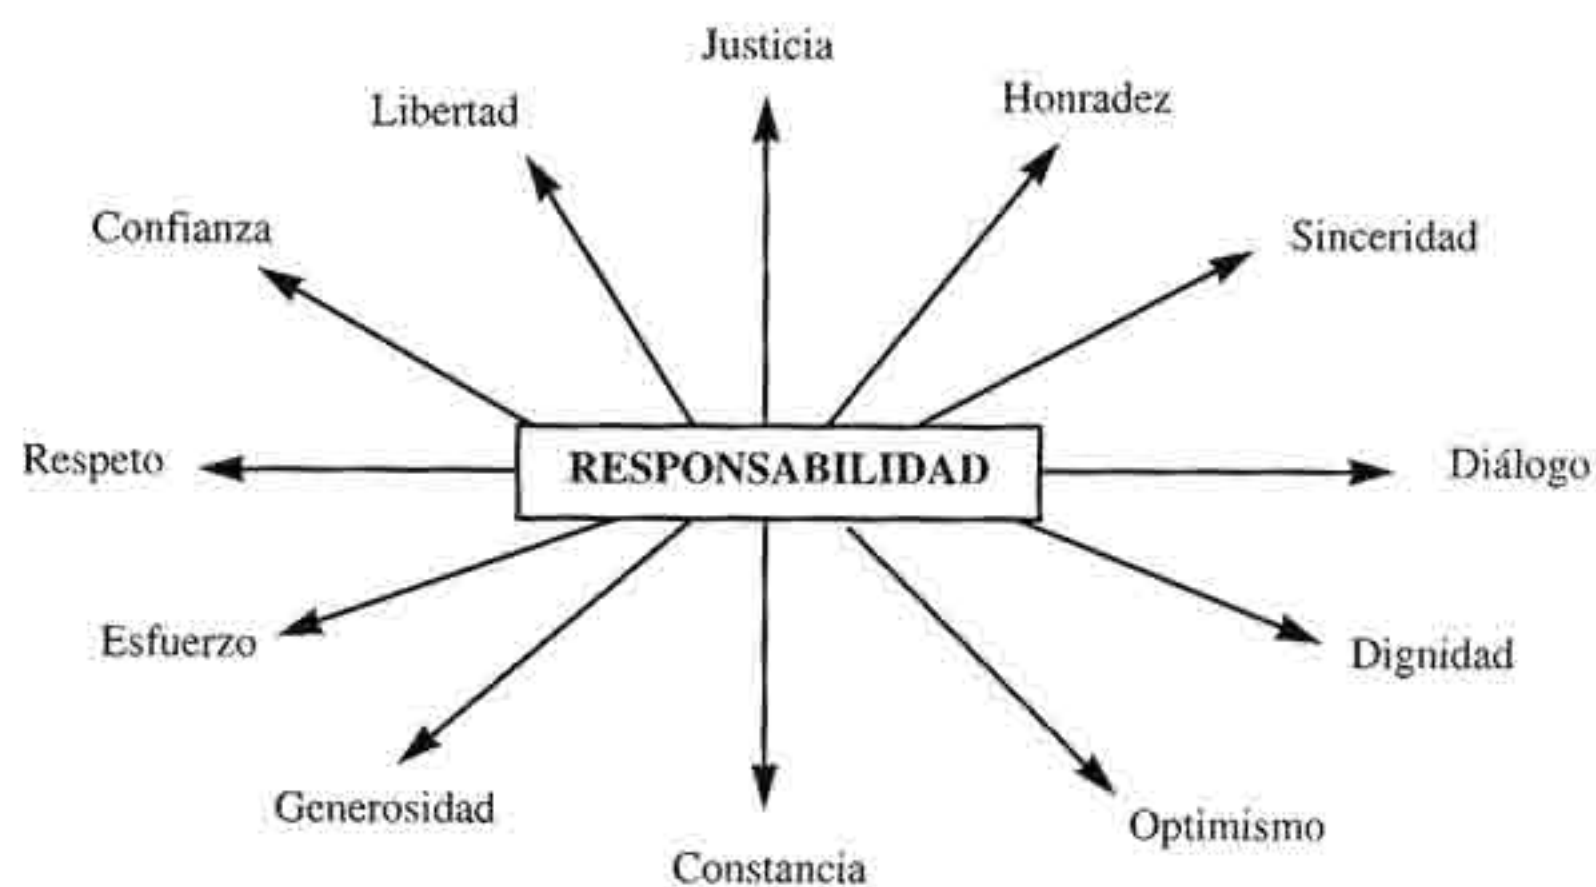 Justicia
Honradez
Libertad
Confianza
Sinceridad
Respeto
RESPONSABILIDAD
Diálogo
Esfuerzo
Dignidad
Generosidad
Optimismo
Constancia